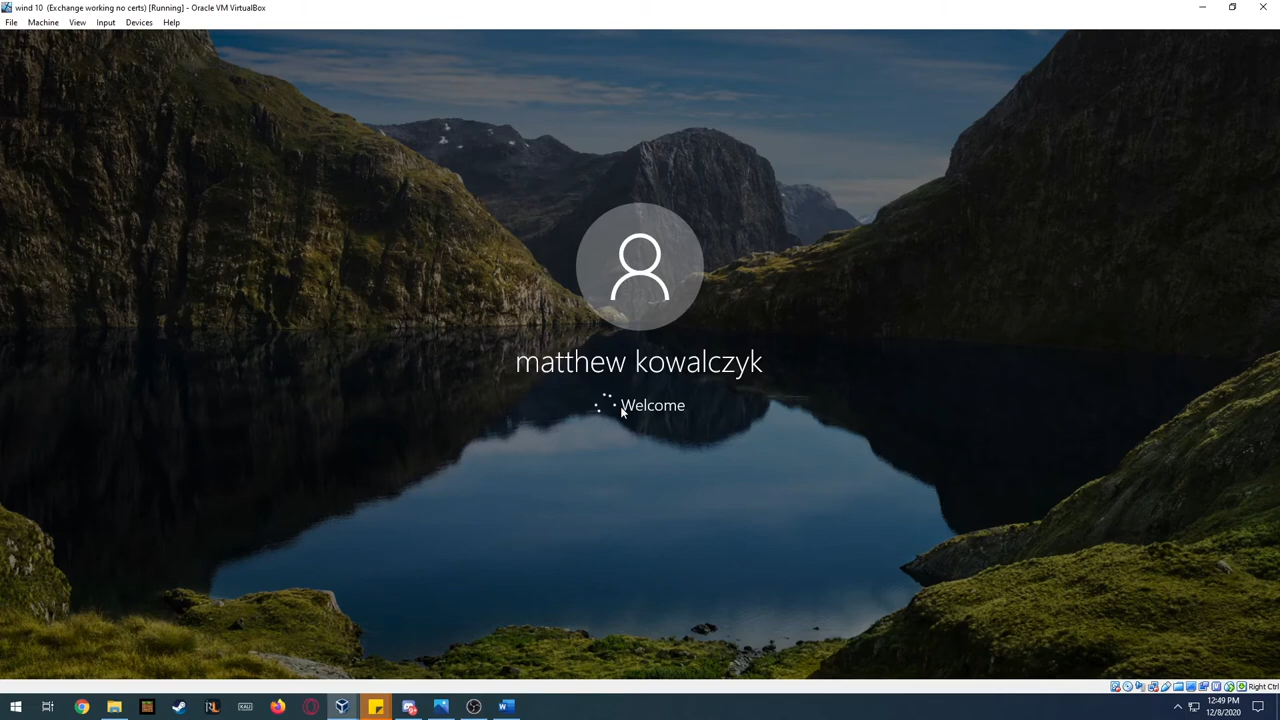 wind 10 (Exchange working no certs) [Running] - Oracle VM VirtualBox
File Machine View Input Devices Help
matthew kowalczyk
Welcome
Right Ctrl
KALI
12:49 PM
12/8/2020